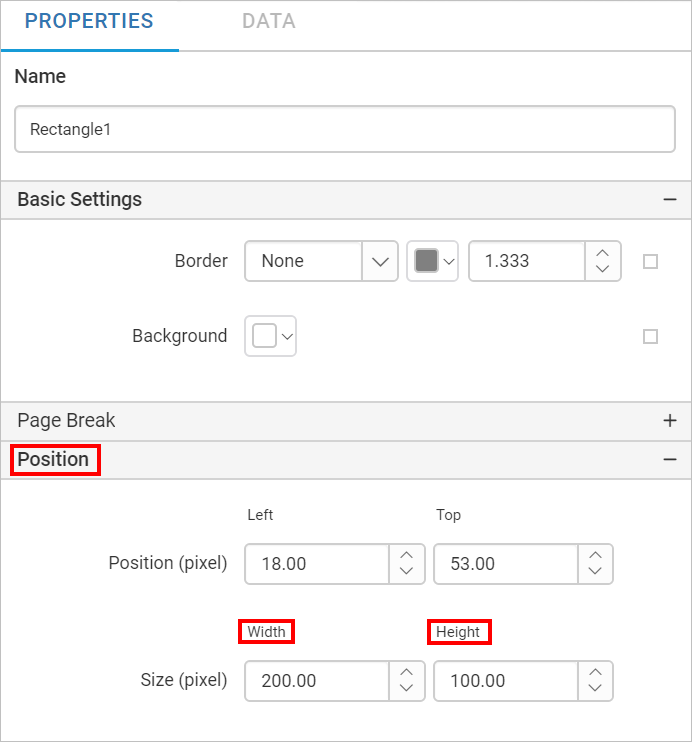 PROPERTIES DATA
Name
Rectangle1
Basic Settings
Border None 1.333
Background
Page Break
Position
Left Top
Position (pixel) 18.00 53.00
Width Height
Size (pixel) 200.00 100.00